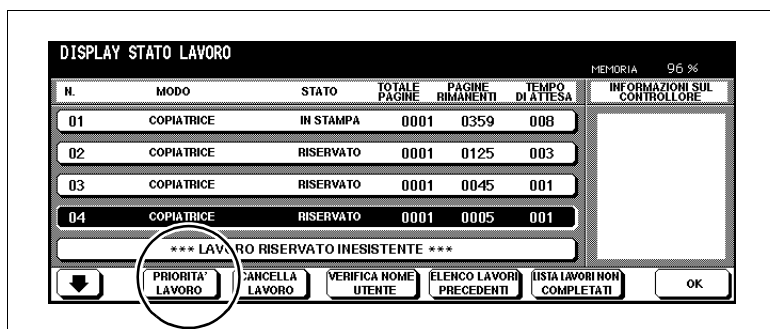 DISPLAY STATO LAVORO
MEMORIA 96 %
N. MODO STATO TOTALE PAGINE PAGINE RIMANENTI TEMPO DI ATTESA INFORMAZIONI SUL CONTROLLORE
01 COPIATRICE IN STAMPA 0001 0359 008
02 COPIATRICE RISERVATO 0001 0125 003
03 COPIATRICE RISERVATO 0001 0045 001
04 COPIATRICE RISERVATO 0001 0005 001
*** LAVORO RISERVATO INESISTENTE ***
PRIORITA' LAVORO
CANCELLA LAVORO
VERIFICA NOME UTENTE
ELENCO LAVORI PRECEDENTI
LISTA LAVORI NON COMPLETATI
OK